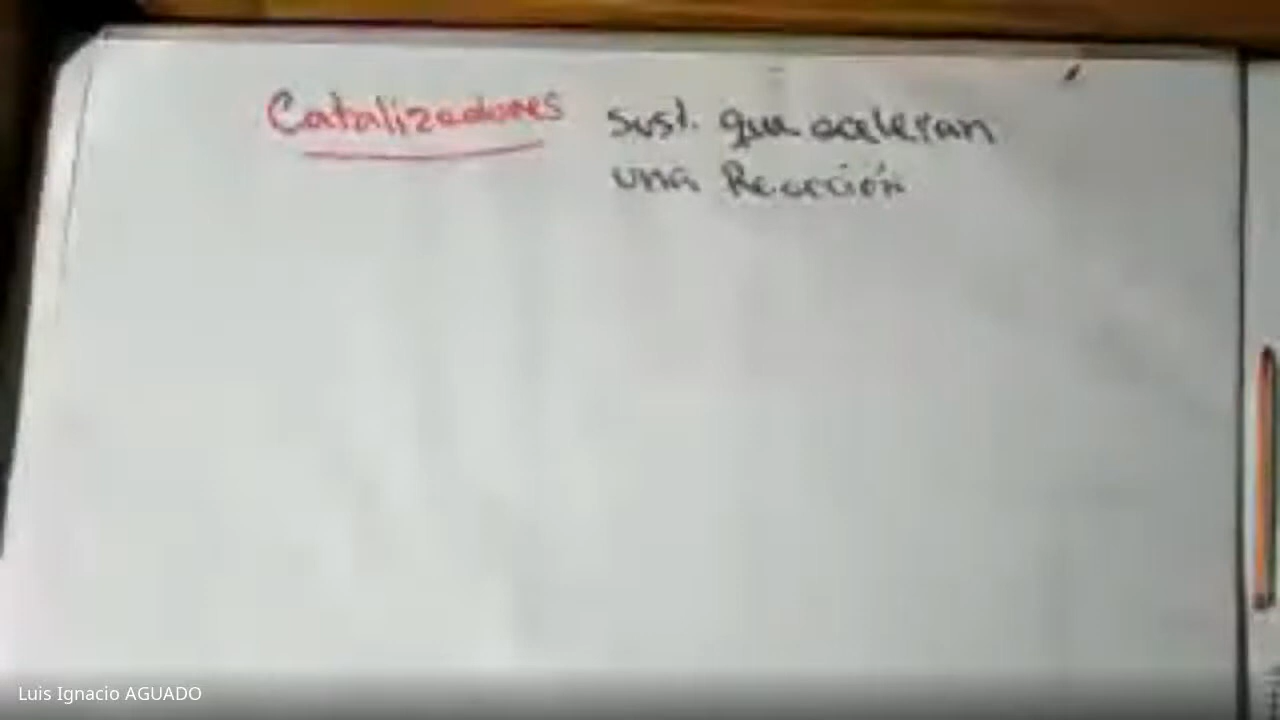 Catalizadores sust. que aceleran
una Reacción
Luis Ignacio AGUADO